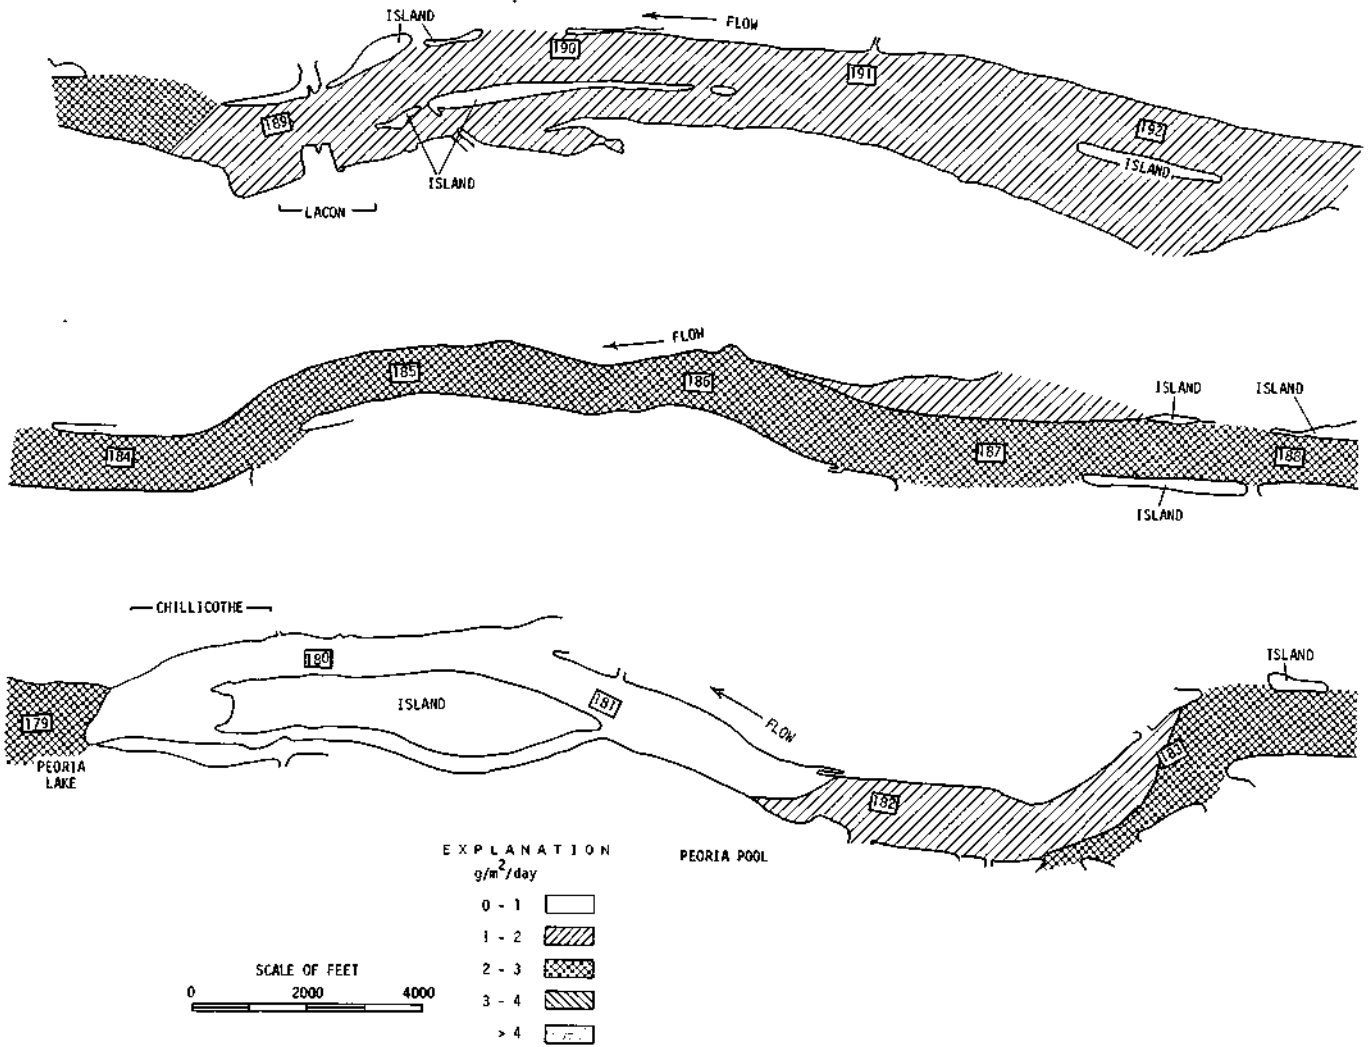 ISLAND
FLOW
190
191
189
192
ISLAND
ISLAND
LACON
FLOW
185
186
ISLAND
ISLAND
184
187
188
ISLAND
CHILLICOTHE
180
ISLAND
ISLAND
181
179
FLOW
183
PEORIA
LAKE
182
EXPLANATION
g/m²/day
PEORIA POOL
0 - 1
1 - 2
2 - 3
3 - 4
> 4
SCALE OF FEET
0 2000 4000